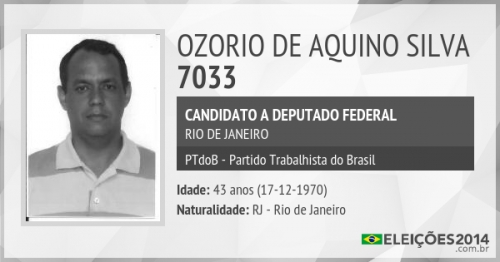 OZORIO DE AQUINO SILVA
7033
CANDIDATO A DEPUTADO FEDERAL
RIO DE JANEIRO
PTdoB - Partido Trabalhista do Brasil
Idade: 43 anos (17-12-1970)
Naturalidade: RJ - Rio de Janeiro
ELEIÇÕES2014
.com.br